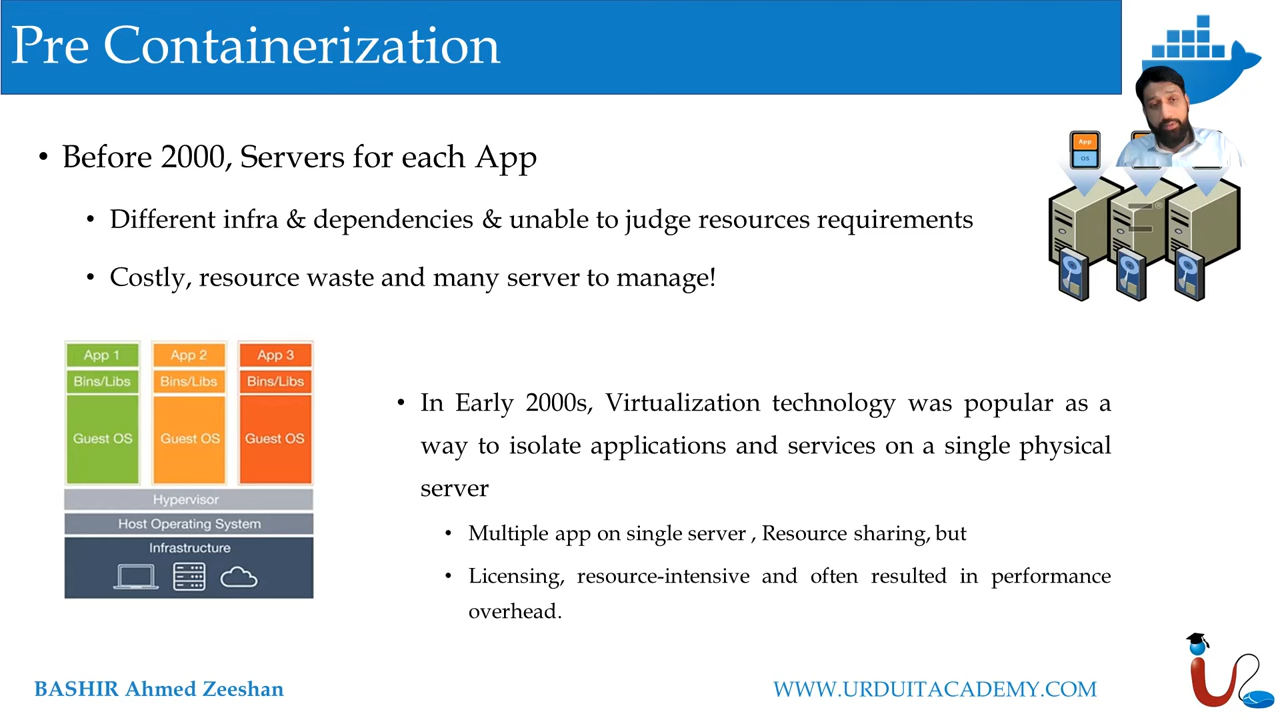 Pre Containerization
• Before 2000, Servers for each App
• Different infra & dependencies & unable to judge resources requirements
• Costly, resource waste and many server to manage!
App
OS
App 1 App 2 App 3
Bins/Libs Bins/Libs Bins/Libs
Guest OS Guest OS Guest OS
Hypervisor
Host Operating System
Infrastructure
• In Early 2000s, Virtualization technology was popular as a
way to isolate applications and services on a single physical
server
• Multiple app on single server , Resource sharing, but
• Licensing, resource-intensive and often resulted in performance
overhead.
BASHIR Ahmed Zeeshan
WWW.URDUITACADEMY.COM